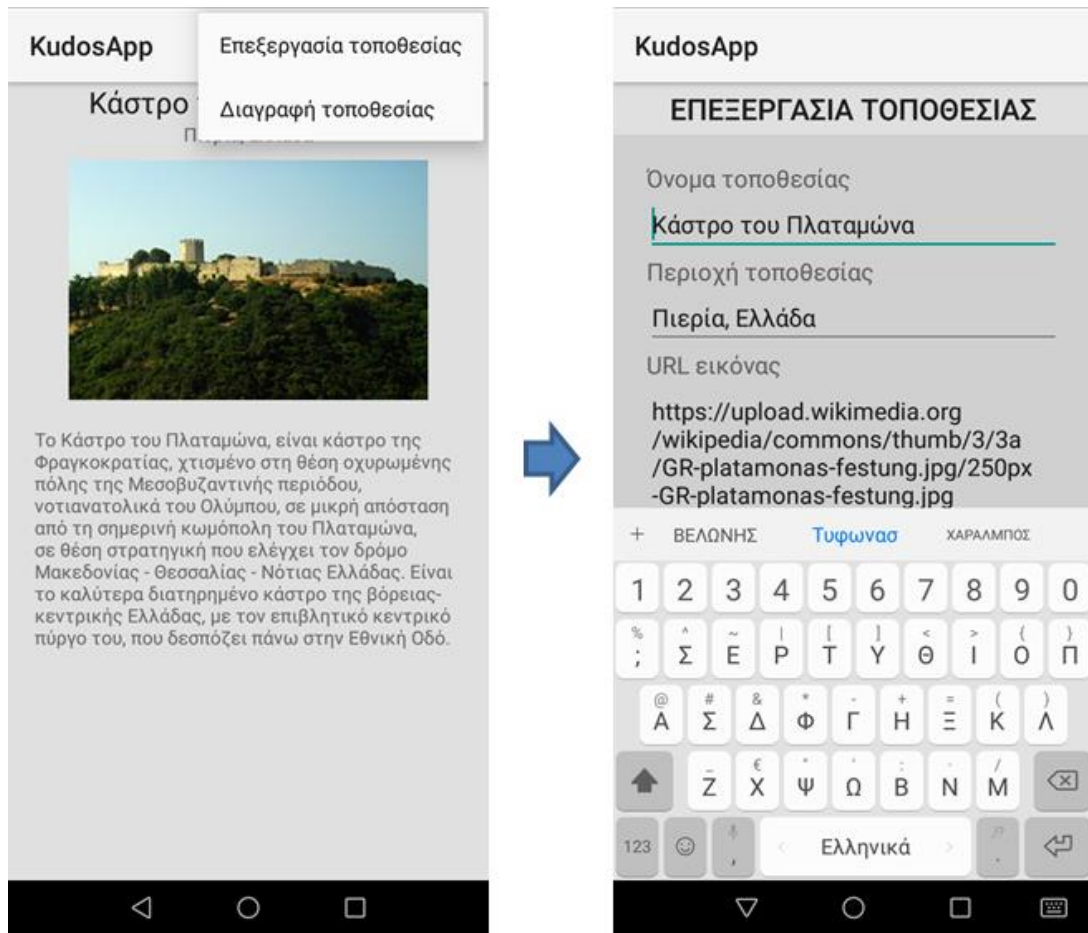 KudosApp
Επεξεργασία τοποθεσίας
Διαγραφή τοποθεσίας
Κάστρο
Το Κάστρο του Πλαταμώνα, είναι κάστρο της
Φραγκοκρατίας, χτισμένο στη θέση οχυρωμένης
πόλης της Μεσοβυζαντινής περιόδου,
νοτιανατολικά του Ολύμπου, σε μικρή απόσταση
από τη σημερινή κωμόπολη του Πλαταμώνα,
σε θέση στρατηγική που ελέγχει τον δρόμο
Μακεδονίας - Θεσσαλίας - Νότιας Ελλάδας. Είναι
το καλύτερα διατηρημένο κάστρο της βόρειας-
κεντρικής Ελλάδας, με τον επιβλητικό κεντρικό
πύργο του, που δεσπόζει πάνω στην Εθνική Οδό.
KudosApp
ΕΠΕΞΕΡΓΑΣΙΑ ΤΟΠΟΘΕΣΙΑΣ
Όνομα τοποθεσίας
Κάστρο του Πλαταμώνα
Περιοχή τοποθεσίας
Πιερία, Ελλάδα
URL εικόνας
https://upload.wikimedia.org
/wikipedia/commons/thumb/3/3a
/GR-platamonas-festung.jpg/250px
-GR-platamonas-festung.jpg
+ ΒΕΛΩΝΗΣ Τυφωνασ ΧΑΡΑΛΜΠΟΣ
1 2 3 4 5 6 7 8 9 0
% ^ ~ | [ ] < > { }
; Σ Ε Ρ Τ Υ Θ Ι Ο Π
@ # & * - + = ( )
Α Σ Δ Φ Γ Η Ξ Κ Λ
Ζ Χ Ψ Ω Β Ν Μ
123 , Ελληνικά .